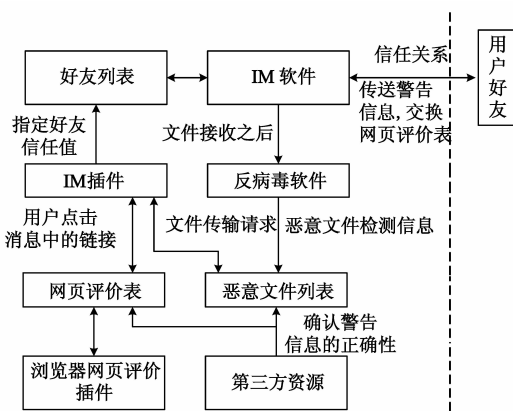 好友列表
IM 软件
信任关系
用户好友
传送警告
信息, 交换
网页评价表
指定好友
信任值
文件接收之后
IM插件
反病毒软件
用户点击
消息中的链接
文件传输请求
恶意文件检测信息
网页评价表
恶意文件列表
确认警告
信息的正确性
浏览器网页评价
插件
第三方资源